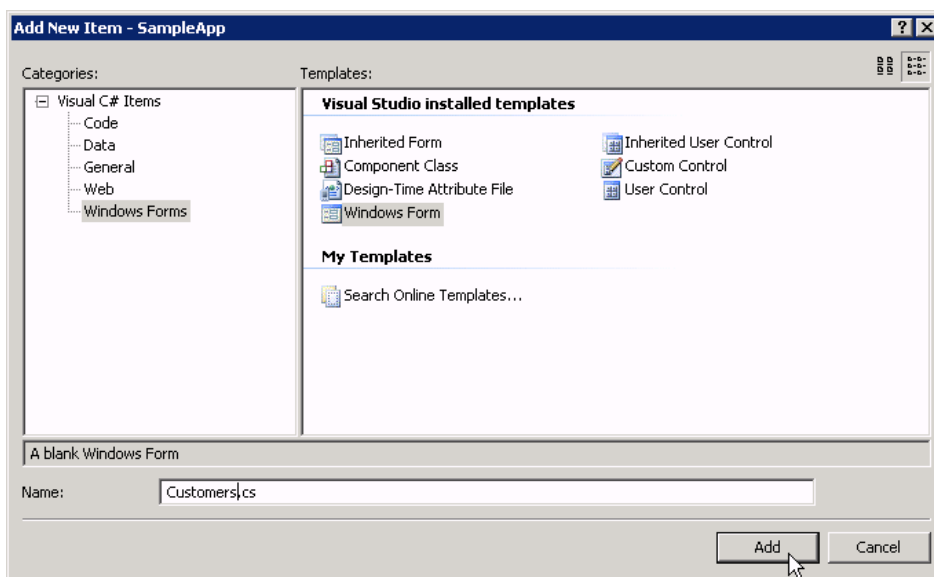 Add New Item - SampleApp
Categories:
Templates:
Visual C# Items
Code
Data
General
Web
Windows Forms
Visual Studio installed templates
Inherited Form
Inherited User Control
Component Class
Custom Control
Design-Time Attribute File
User Control
Windows Form
My Templates
Search Online Templates...
A blank Windows Form
Name:
Customers.cs
Add
Cancel